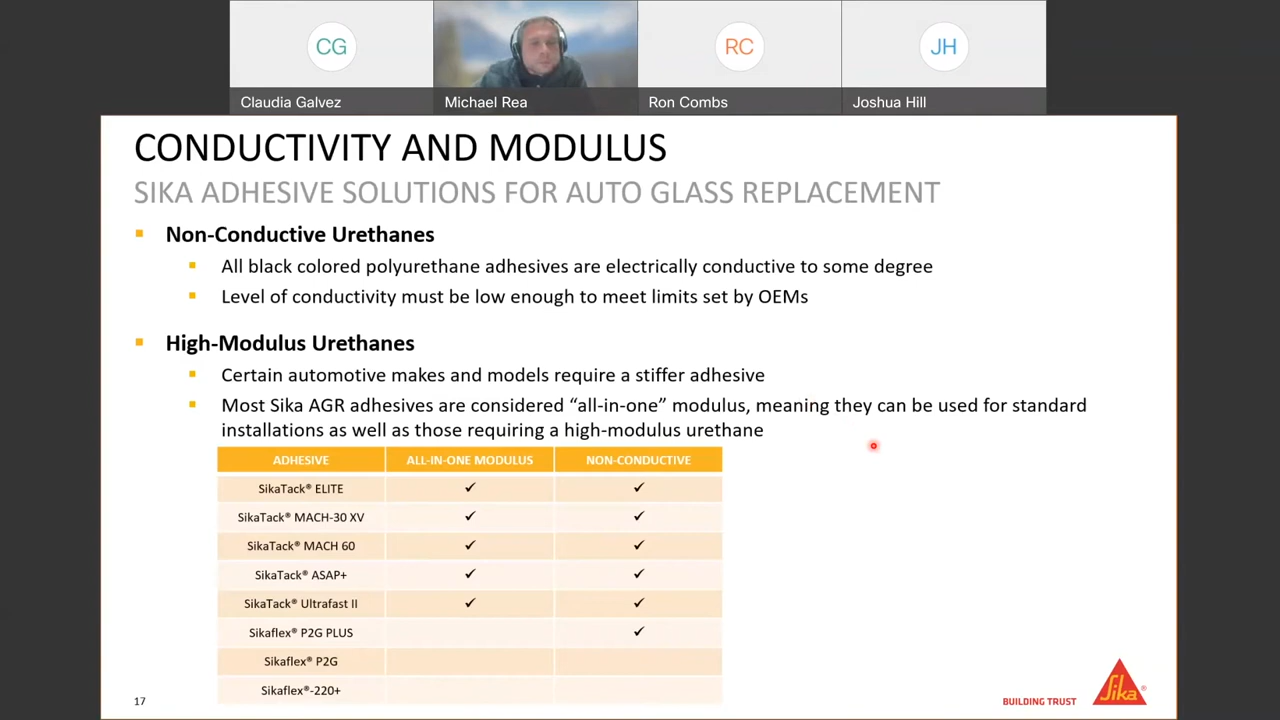 CG
RC
JH
Claudia Galvez
Michael Rea
Ron Combs
Joshua Hill
CONDUCTIVITY AND MODULUS
SIKA ADHESIVE SOLUTIONS FOR AUTO GLASS REPLACEMENT
Non-Conductive Urethanes
All black colored polyurethane adhesives are electrically conductive to some degree
Level of conductivity must be low enough to meet limits set by OEMs
High-Modulus Urethanes
Certain automotive makes and models require a stiffer adhesive
Most Sika AGR adhesives are considered “all-in-one” modulus, meaning they can be used for standard
installations as well as those requiring a high-modulus urethane
ADHESIVE ALL-IN-ONE MODULUS NON-CONDUCTIVE
SikaTack® ELITE ✓ ✓
SikaTack® MACH-30 XV ✓ ✓
SikaTack® MACH 60 ✓ ✓
SikaTack® ASAP+ ✓ ✓
SikaTack® Ultrafast II ✓ ✓
Sikaflex® P2G PLUS ✓
Sikaflex® P2G
Sikaflex®-220+
17
BUILDING TRUST
Sika®